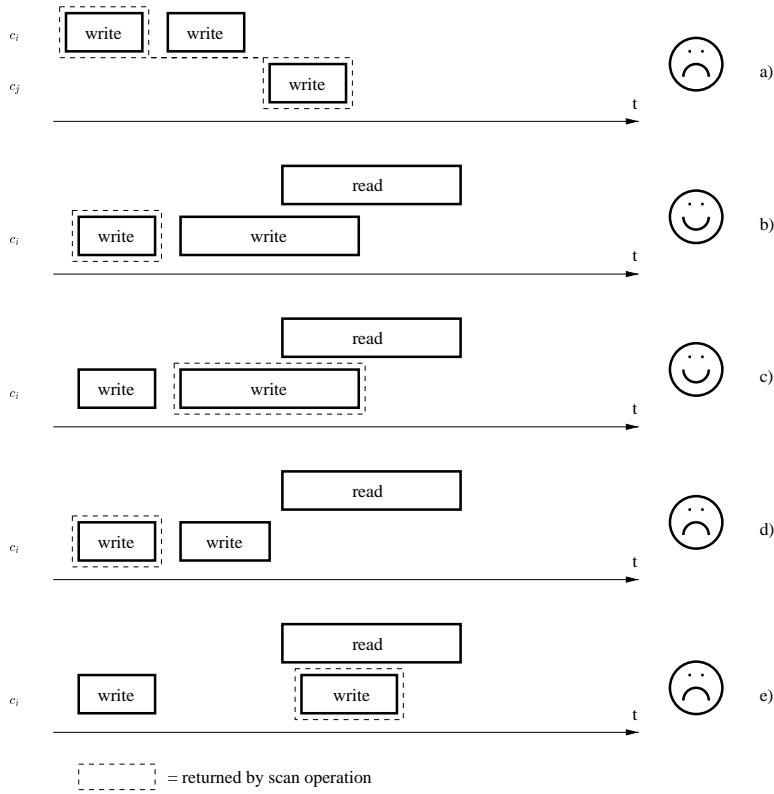 c_i write write
c_j write a)
t
read
c_i write write b)
t
read
c_i write write c)
t
read
c_i write write d)
t
read
c_i write write e)
t
= returned by scan operation